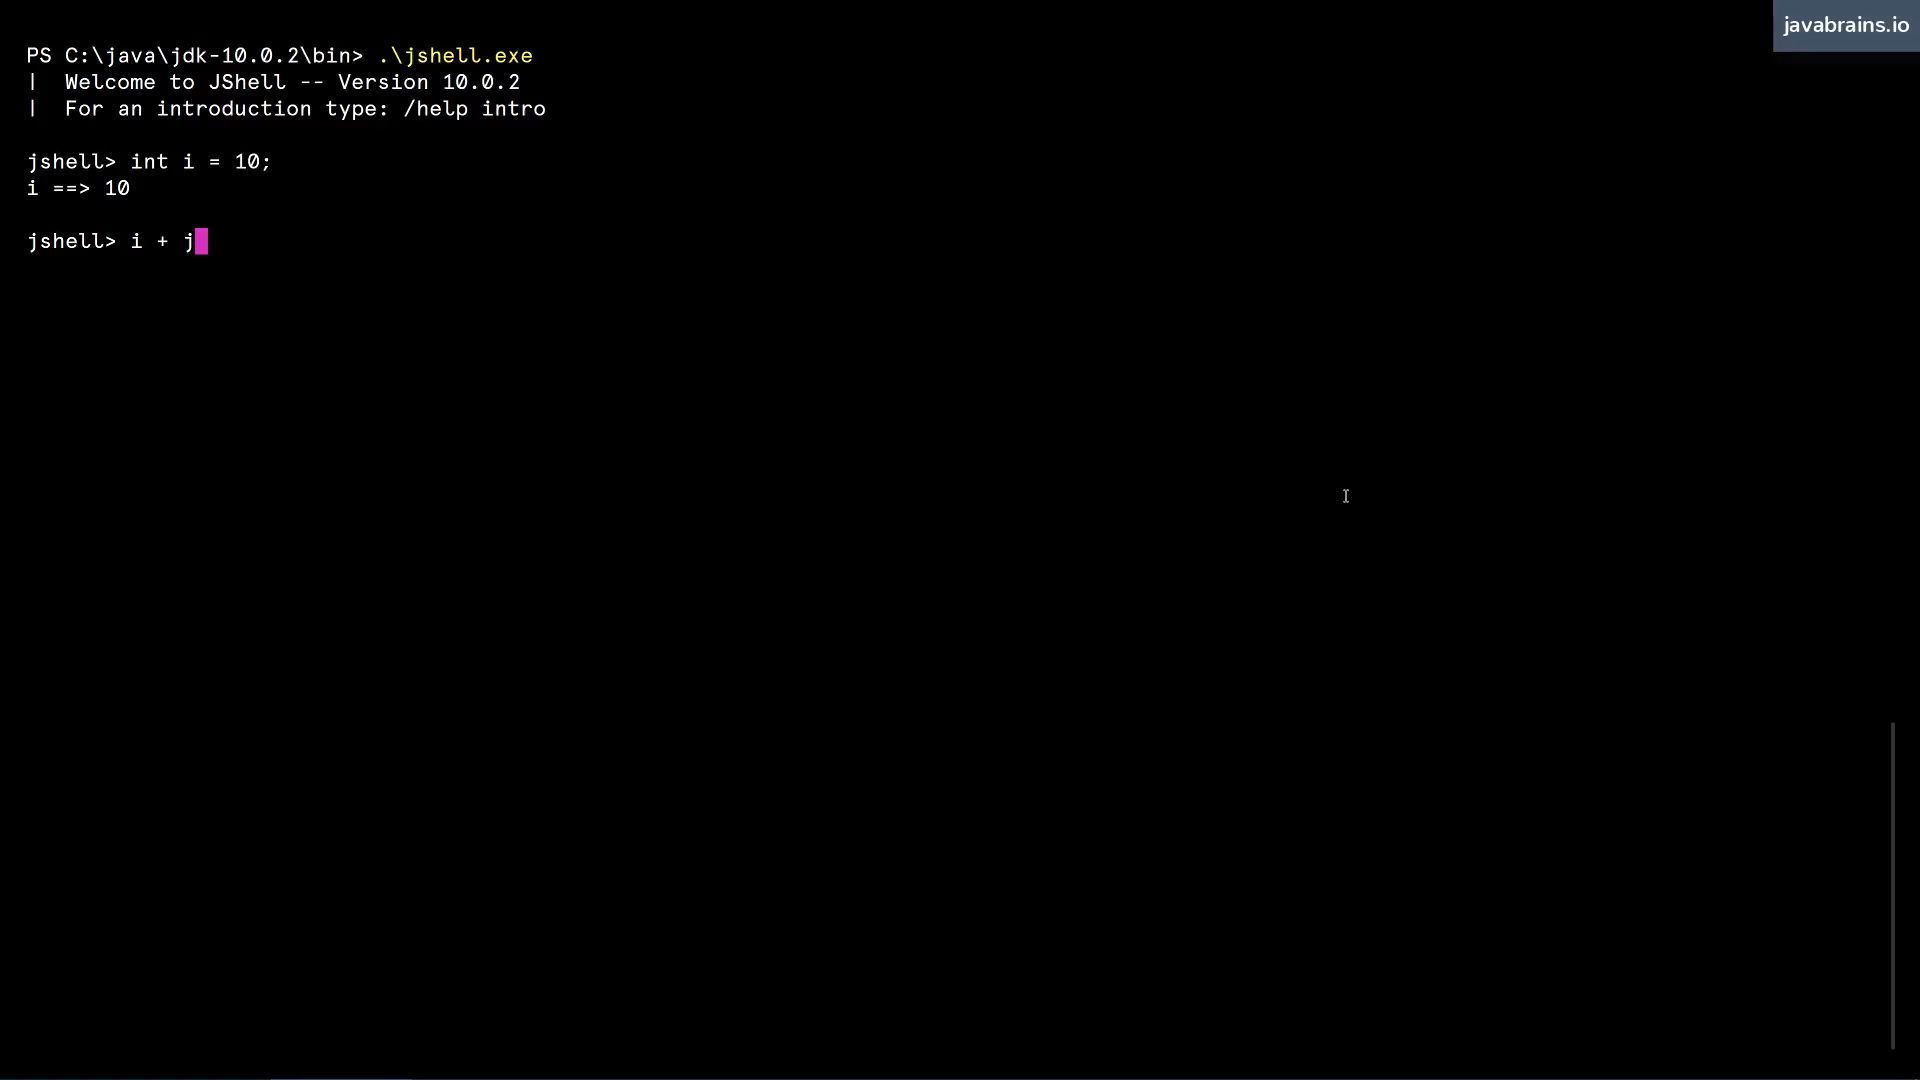 javabrains.io
PS C:\java\jdk-10.0.2\bin> .\jshell.exe
|  Welcome to JShell -- Version 10.0.2
|  For an introduction type: /help intro
jshell> int i = 10;
i ==> 10
jshell> i + j